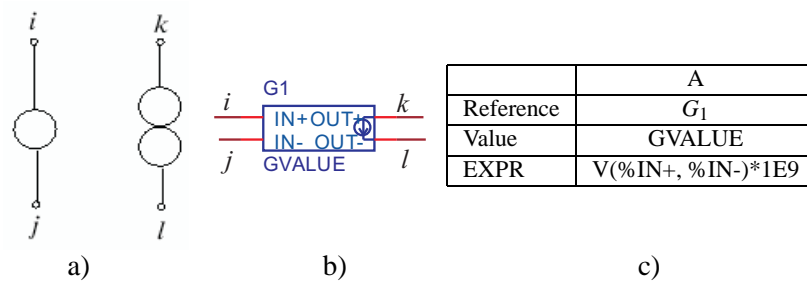 i
k
j
l
a)
G1
i
k
IN+ OUT+
IN- OUT-
j
l
GVALUE
b)
A
Reference G1
Value GVALUE
EXPR V(%IN+, %IN-)*1E9
c)